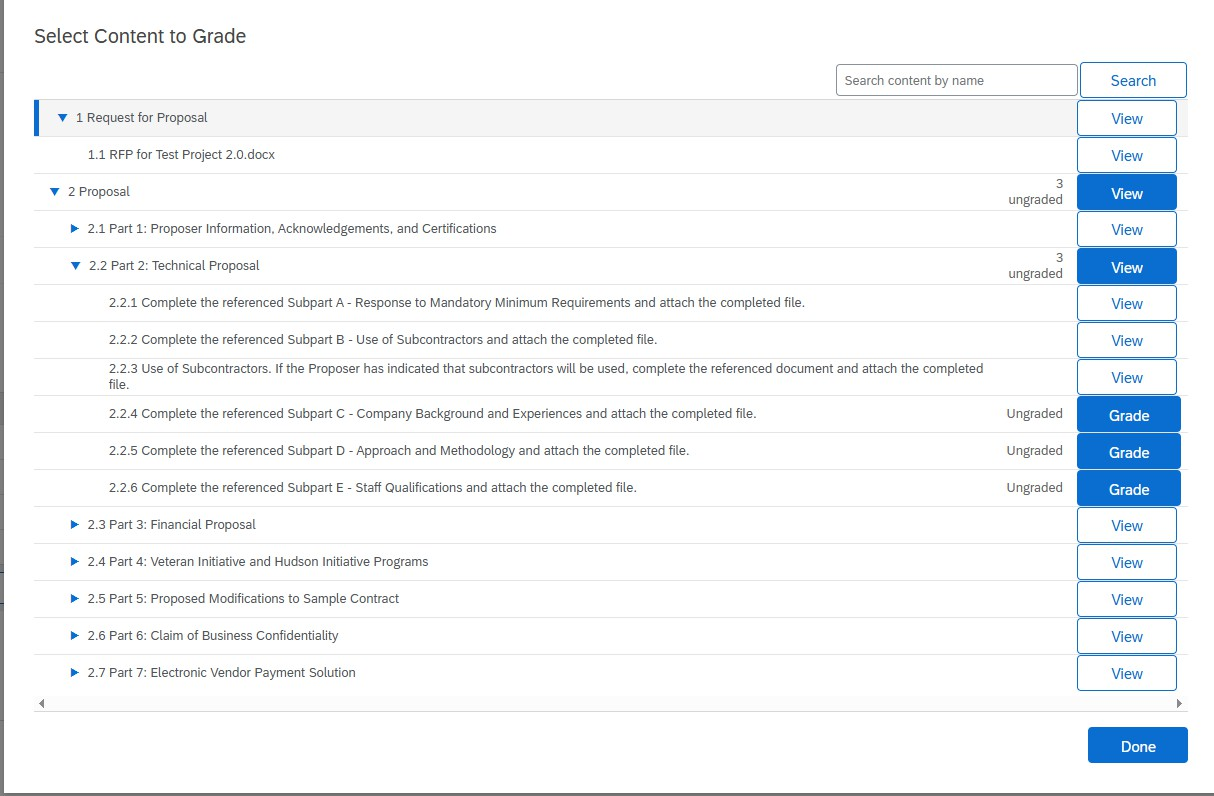 Select Content to Grade
Search content by name
Search
1 Request for Proposal
View
1.1 RFP for Test Project 2.0.docx
View
2 Proposal
3
ungraded
View
2.1 Part 1: Proposer Information, Acknowledgements, and Certifications
View
2.2 Part 2: Technical Proposal
3
ungraded
View
2.2.1 Complete the referenced Subpart A - Response to Mandatory Minimum Requirements and attach the completed file.
View
2.2.2 Complete the referenced Subpart B - Use of Subcontractors and attach the completed file.
View
2.2.3 Use of Subcontractors. If the Proposer has indicated that subcontractors will be used, complete the referenced document and attach the completed
file.
View
2.2.4 Complete the referenced Subpart C - Company Background and Experiences and attach the completed file.
Ungraded
Grade
2.2.5 Complete the referenced Subpart D - Approach and Methodology and attach the completed file.
Ungraded
Grade
2.2.6 Complete the referenced Subpart E - Staff Qualifications and attach the completed file.
Ungraded
Grade
2.3 Part 3: Financial Proposal
View
2.4 Part 4: Veteran Initiative and Hudson Initiative Programs
View
2.5 Part 5: Proposed Modifications to Sample Contract
View
2.6 Part 6: Claim of Business Confidentiality
View
2.7 Part 7: Electronic Vendor Payment Solution
View
Done